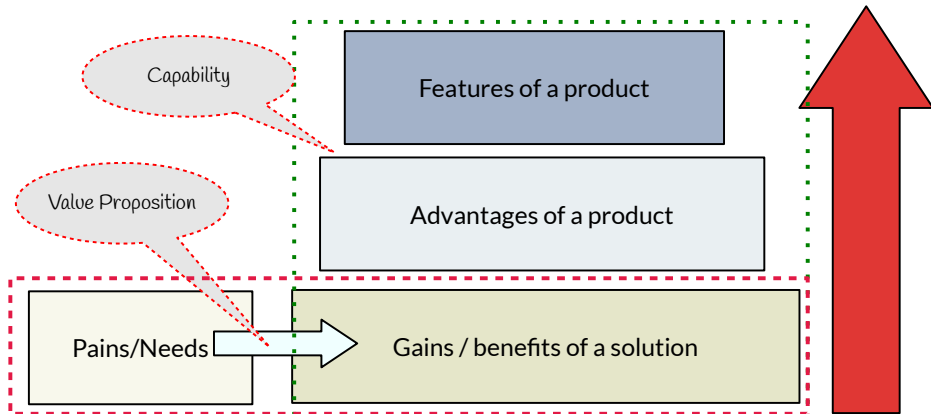 Capability
Features of a product
Value Proposition
Advantages of a product
Pains/Needs
Gains / benefits of a solution